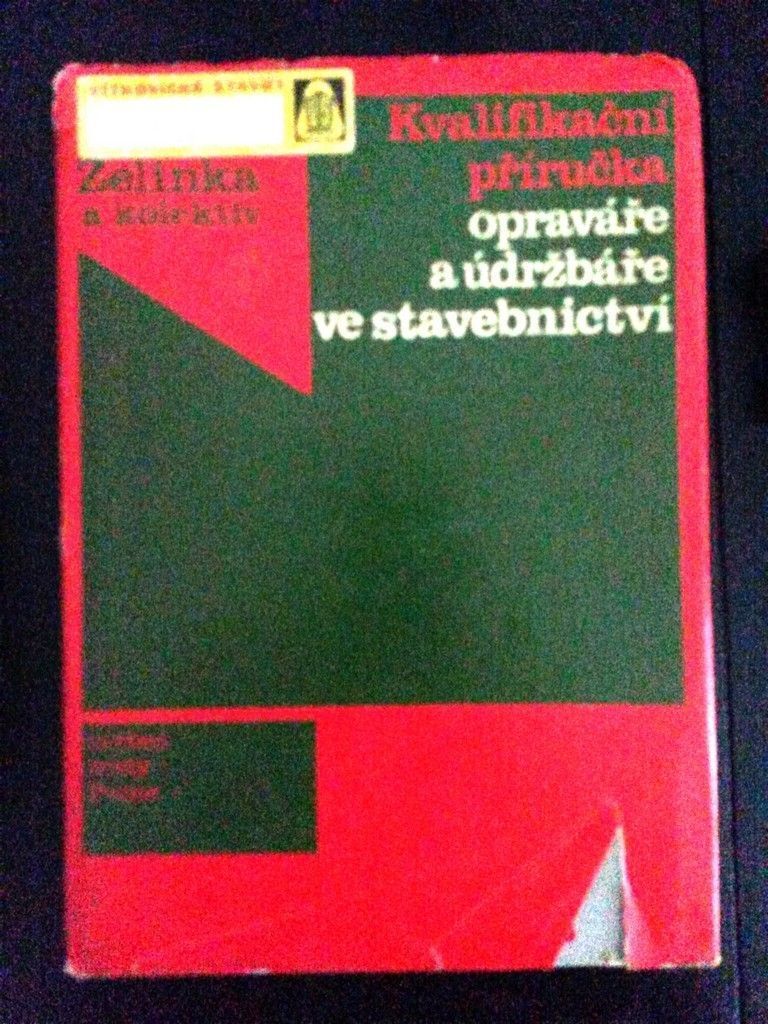 Zelinka
a kolektiv
Kvalifikační
příručka
opraváře
a údržbáře
ve stavebnictví